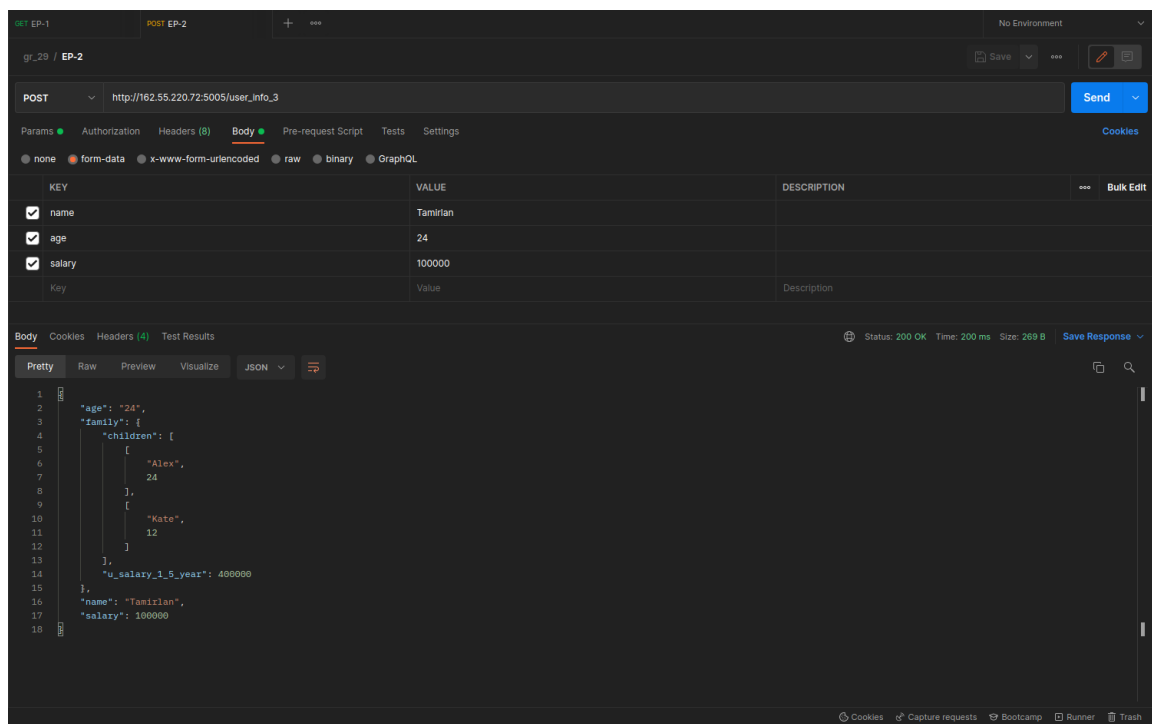 GET EP-1 POST EP-2 No Environment
gr_29 / EP-2 Save
POST http://162.55.220.72:5005/user_info_3 Send
Params Authorization Headers (8) Body Pre-request Script Tests Settings Cookies
none form-data x-www-form-urlencoded raw binary GraphQL
KEY VALUE DESCRIPTION Bulk Edit
name Tamirlan
age 24
salary 100000
Key Value Description
Body Cookies Headers (4) Test Results Status: 200 OK Time: 200 ms Size: 269 B Save Response
Pretty Raw Preview Visualize JSON
1 {
2 "age": "24",
3 "family": {
4 "children": [
5 [
6 "Alex",
7 24
8 ],
9 [
10 "Kate",
11 12
12 ]
13 ],
14 "u_salary_1_5_year": 400000
15 },
16 "name": "Tamirlan",
17 "salary": 100000
18 }
Cookies Capture requests Bootcamp Runner Trash